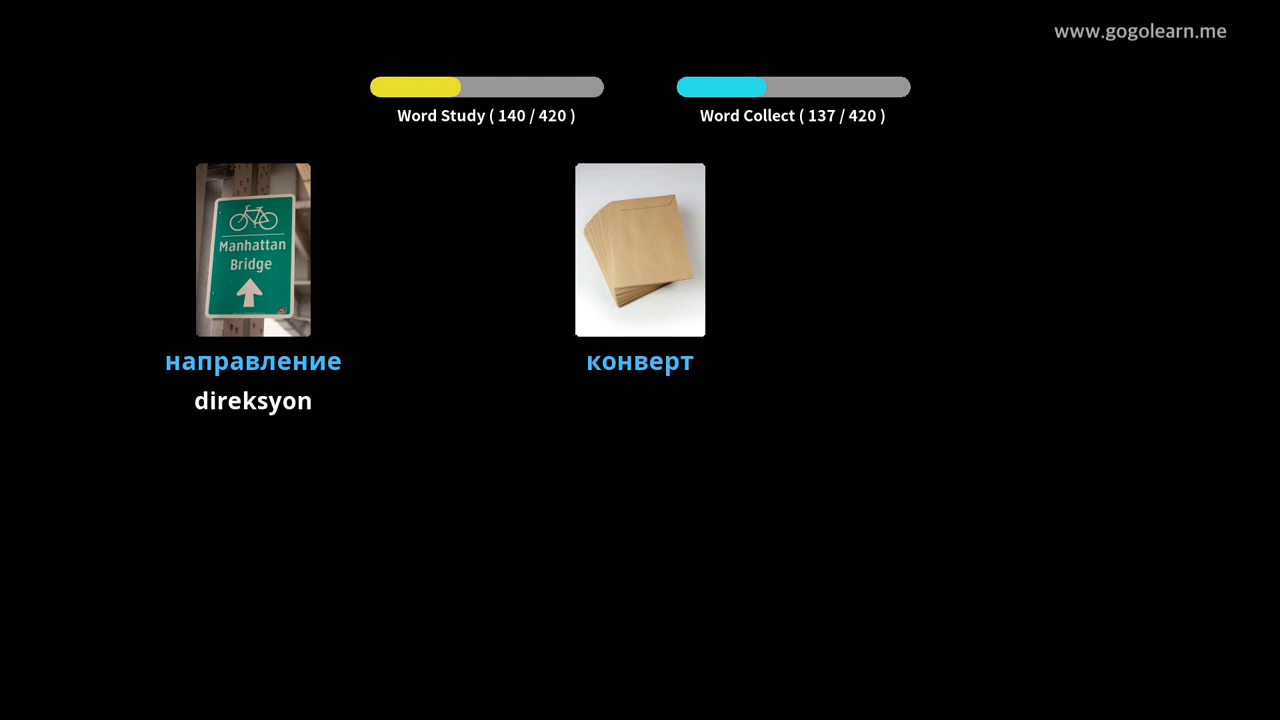 www.gogolearn.me
Word Study ( 140 / 420 )
Word Collect ( 137 / 420 )
Manhattan
Bridge
направление
direksyon
конверт